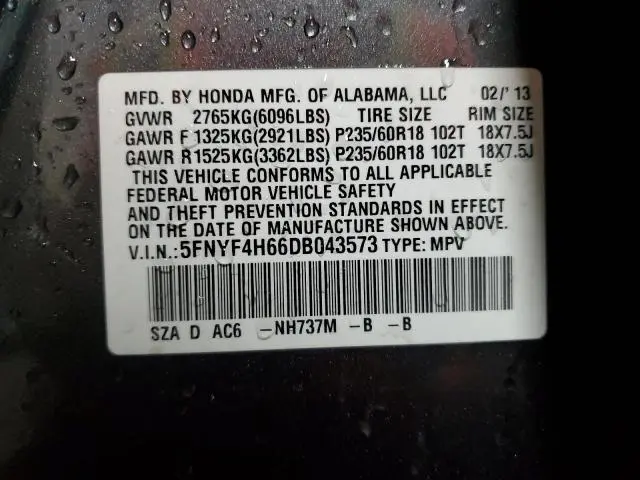 MFD. BY HONDA MFG. OF ALABAMA, LLC 02/'13
GVWR 2765KG(6096LBS) TIRE SIZE RIM SIZE
GAWR F 1325KG(2921LBS) P235/60R18 102T 18X7.5J
GAWR R 1525KG(3362LBS) P235/60R18 102T 18X7.5J
THIS VEHICLE CONFORMS TO ALL APPLICABLE
FEDERAL MOTOR VEHICLE SAFETY
AND THEFT PREVENTION STANDARDS IN EFFECT
ON THE DATE OF MANUFACTURE SHOWN ABOVE.
V.I.N.:5FNYF4H66DB043573 TYPE: MPV
SZA D AC6 -NH737M -B -B